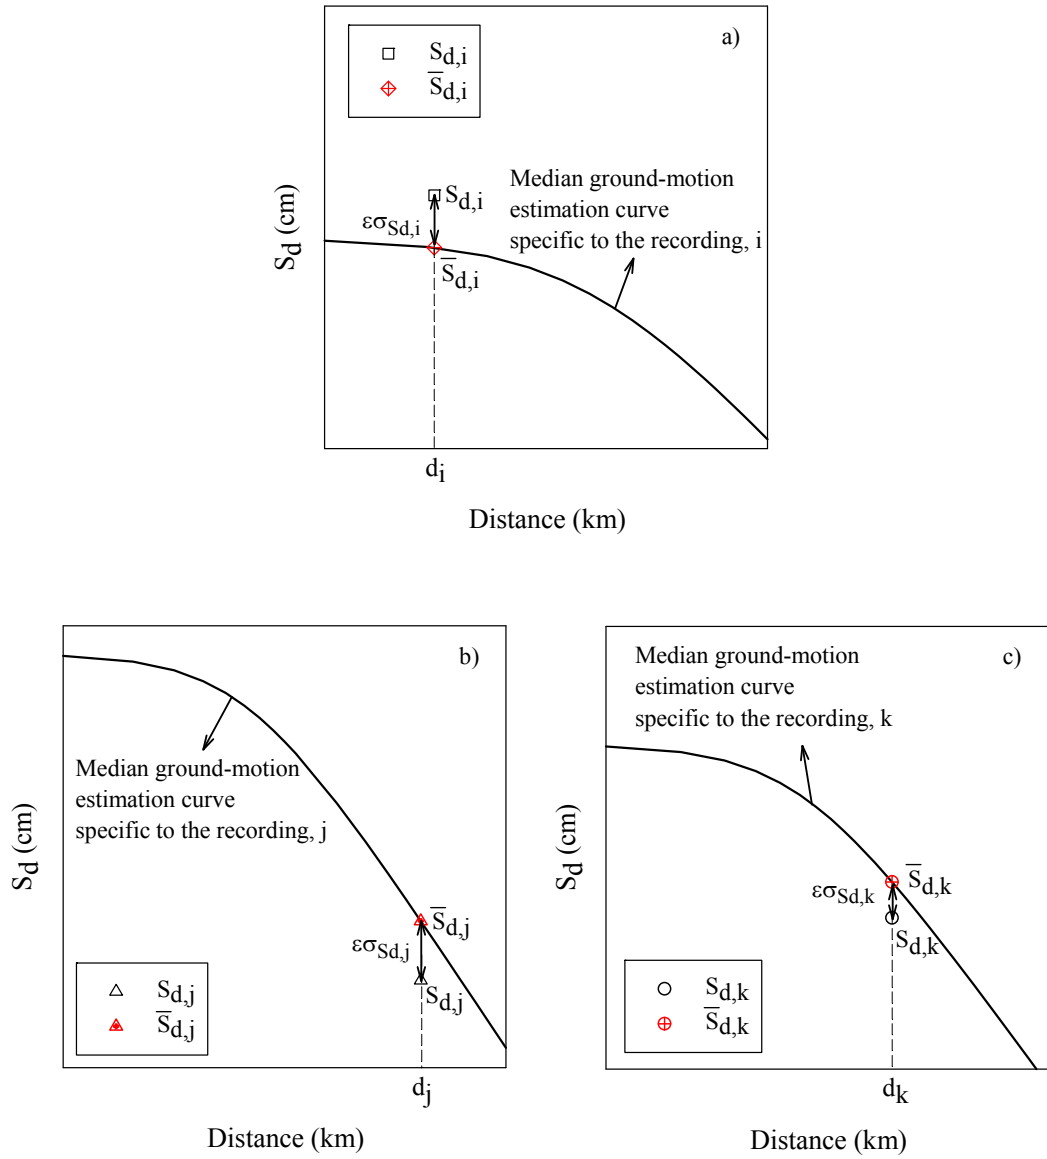 a)
S_d,i
S̅_d,i
S_d (cm)
Median ground-motion
estimation curve
specific to the recording, i
S_d,i
εσ_Sd,i
S̅_d,i
d_i
Distance (km)
b)
S_d (cm)
Median ground-motion
estimation curve
specific to the recording, j
S̅_d,j
εσ_Sd,j
S_d,j
S_d,j
S̅_d,j
d_j
Distance (km)
c)
Median ground-motion
estimation curve
specific to the recording, k
S_d (cm)
S̅_d,k
εσ_Sd,k
S_d,k
S_d,k
S̅_d,k
d_k
Distance (km)